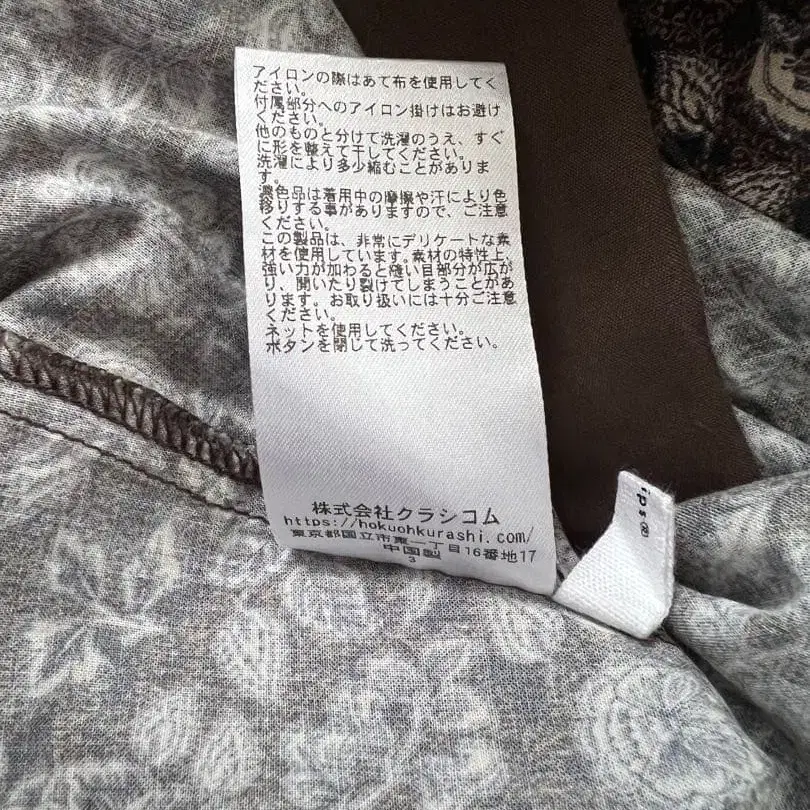 アイロンの際はあて布を使用してく
ださい。
付属部分へのアイロン掛けはお避け
ください。
他のものと分けて洗濯のうえ、すぐ
に形を整えて干してください。
洗濯により多少縮むことがありま
す。
濃色品は着用中の摩擦や汗により色
移りする事がありますので、ご注意
ください。
この製品は、非常にデリケートな素
材を使用しています。素材の特性上、
強い力が加わると縫い目部分が広が
り、開いたり裂けてしまうことがあ
ります。お取り扱いには十分ご注意
ください。
ネットを使用してください。
ボタンを閉じて洗ってください。
株式会社クラシコム
https://hokuohkurashi.com/
東京都国立市東一丁目16番地17
中国製
3
ips®